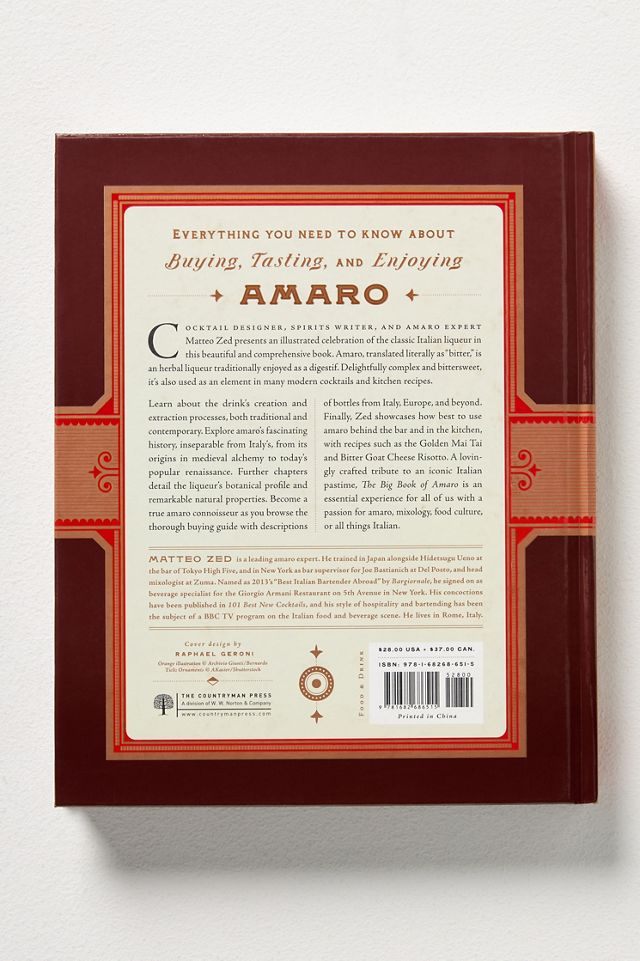 EVERYTHING YOU NEED TO KNOW ABOUT
Buying, Tasting, AND Enjoying
AMARO
COCKTAIL DESIGNER, SPIRITS WRITER, AND AMARO EXPERT
Matteo Zed presents an illustrated celebration of the classic Italian liqueur in
this beautiful and comprehensive book. Amaro, translated literally as "bitter," is
an herbal liqueur traditionally enjoyed as a digestif. Delightfully complex and bittersweet,
it's also used as an element in many modern cocktails and kitchen recipes.
Learn about the drink's creation and
extraction processes, both traditional and
contemporary. Explore amaro's fascinating
history, inseparable from Italy's, from its
origins in medieval alchemy to today's
popular renaissance. Further chapters
detail the liqueur's botanical profile and
remarkable natural properties. Become a
true amaro connoisseur as you browse the
thorough buying guide with descriptions
of bottles from Italy, Europe, and beyond.
Finally, Zed showcases how best to use
amaro behind the bar and in the kitchen,
with recipes such as the Golden Mai Tai
and Bitter Goat Cheese Risotto. A lovin-
gly crafted tribute to an iconic Italian
pastime, The Big Book of Amaro is an
essential experience for all of us with a
passion for amaro, mixology, food culture,
or all things Italian.
MATTEO ZED is a leading amaro expert. He trained in Japan alongside Hidetsugu Ueno at
the bar of Tokyo High Five, and in New York as bar supervisor for Joe Bastianich at Del Posto, and head
mixologist at Zuma. Named as 2013's "Best Italian Bartender Abroad" by Bargiornale, he signed on as
beverage specialist for the Giorgio Armani Restaurant on 5th Avenue in New York. His concoctions
have been published in 101 Best New Cocktails, and his style of hospitality and bartending has been
the subject of a BBC TV program on the Italian food and beverage scene. He lives in Rome, Italy.
Cover design by
RAPHAEL GERONI
Orange illustration © Archivio Giusti/Bernardo
Tielz Ornaments © AKaiser/Shutterstock
THE COUNTRYMAN PRESS
A division of W. W. Norton & Company
www.countrymanpress.com
FOOD & DRINK
$28.00 USA • $37.00 CAN.
ISBN: 978-1-68268-651-5
52800
9 781682 686515
Printed in China